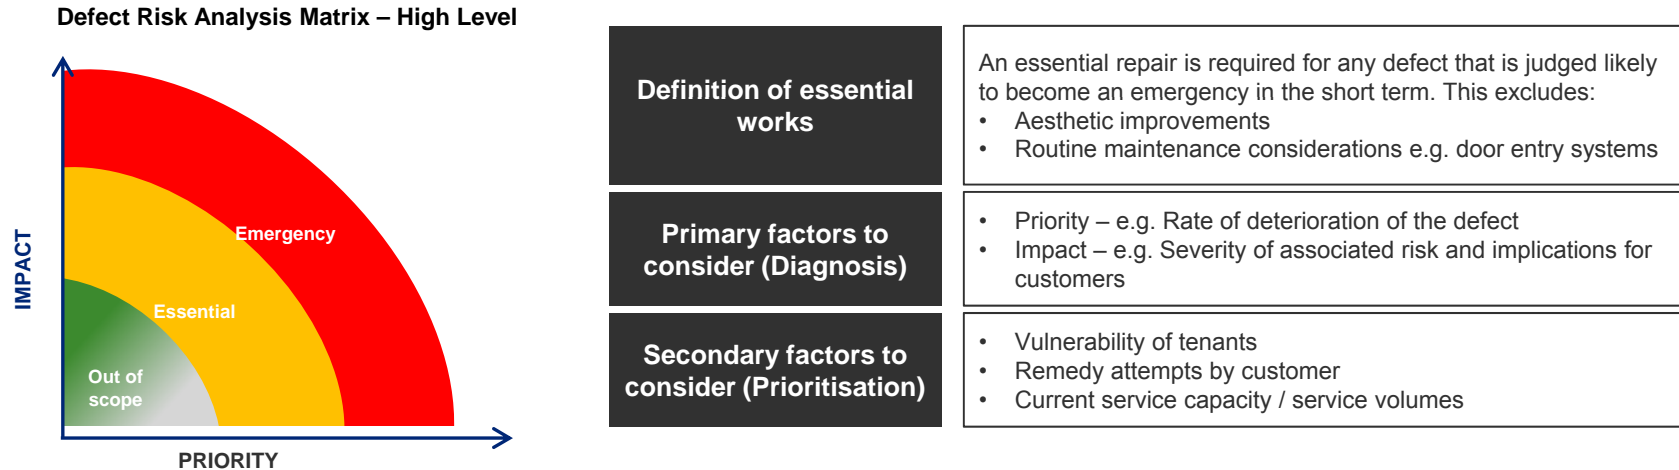 Defect Risk Analysis Matrix – High Level
IMPACT
Emergency
Essential
Out of
scope
PRIORITY
Definition of essential
works
An essential repair is required for any defect that is judged likely
to become an emergency in the short term. This excludes:
• Aesthetic improvements
• Routine maintenance considerations e.g. door entry systems
Primary factors to
consider (Diagnosis)
• Priority – e.g. Rate of deterioration of the defect
• Impact – e.g. Severity of associated risk and implications for
customers
Secondary factors to
consider (Prioritisation)
• Vulnerability of tenants
• Remedy attempts by customer
• Current service capacity / service volumes